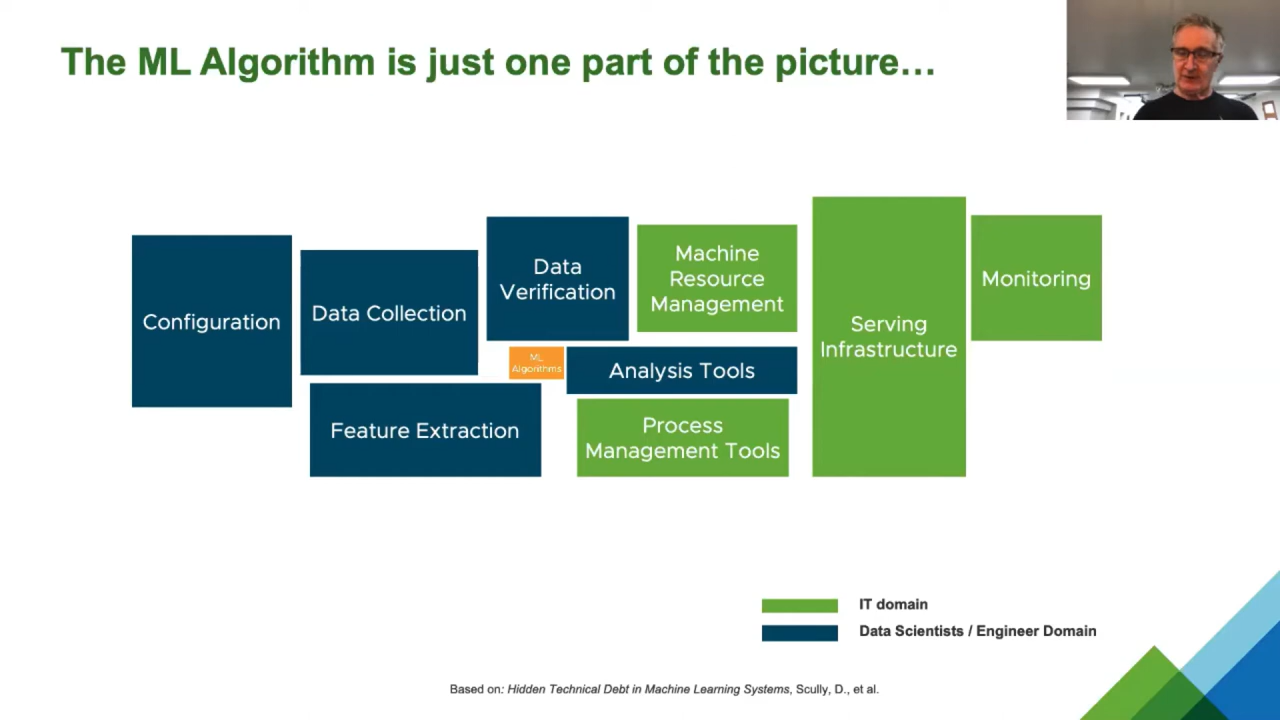 The ML Algorithm is just one part of the picture…
Configuration
Data Collection
Feature Extraction
Data
Verification
ML
Algorithms
Machine
Resource
Management
Analysis Tools
Process
Management Tools
Serving
Infrastructure
Monitoring
IT domain
Data Scientists / Engineer Domain
Based on: Hidden Technical Debt in Machine Learning Systems, Scully, D., et al.